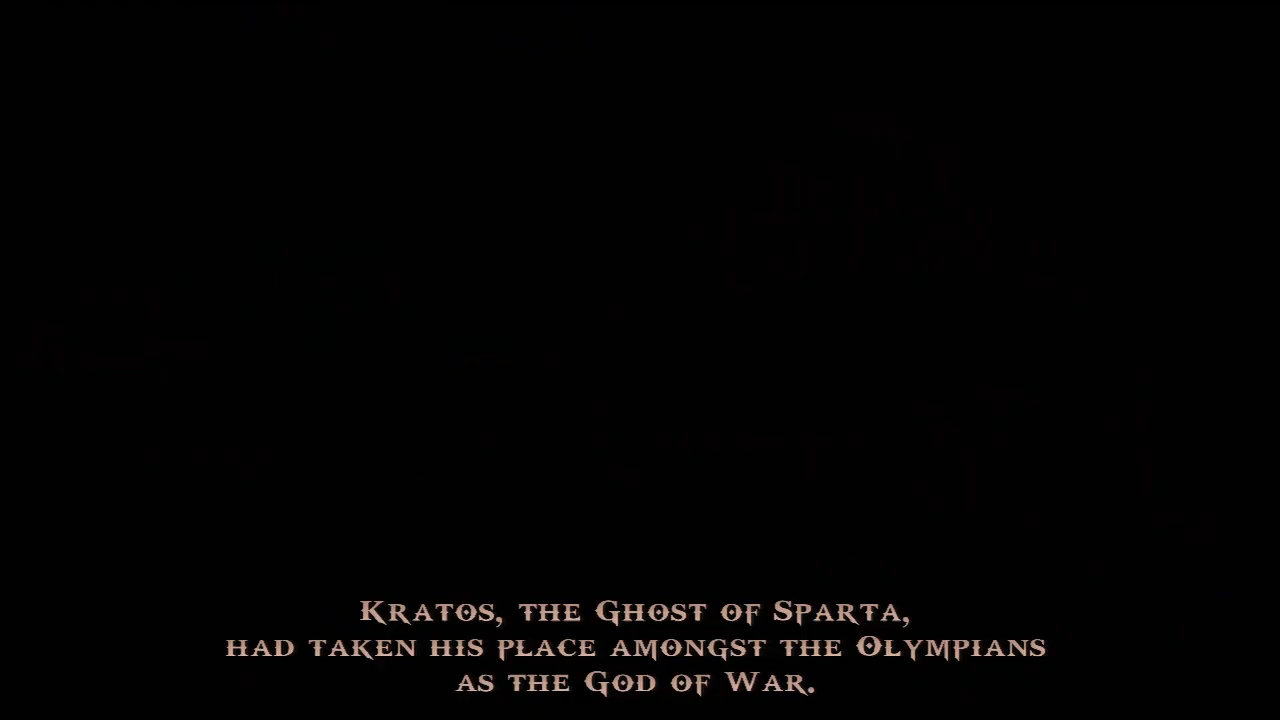 Kratos, the Ghost of Sparta,
had taken his place amongst the Olympians
as the God of War.